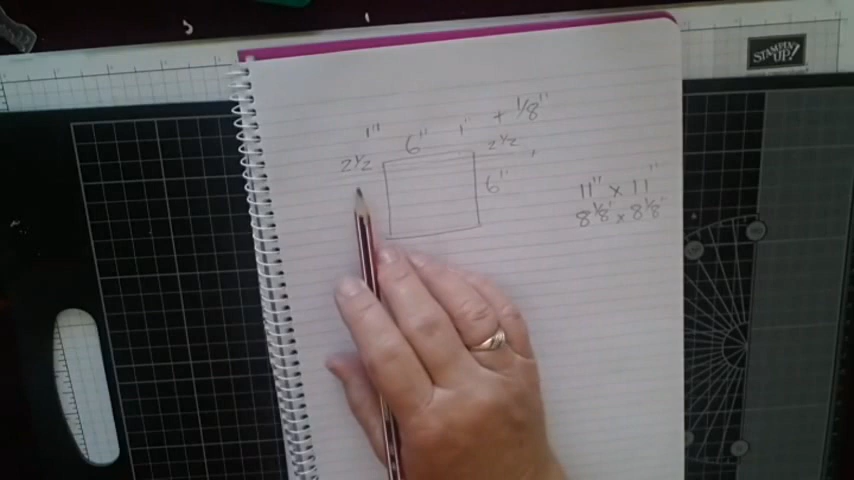 STAMPIN' UP!
1" 6" 1" + 1/8"
2 1/2 2 1/2
6"
11" x 11"
8 1/8" x 8 1/8"